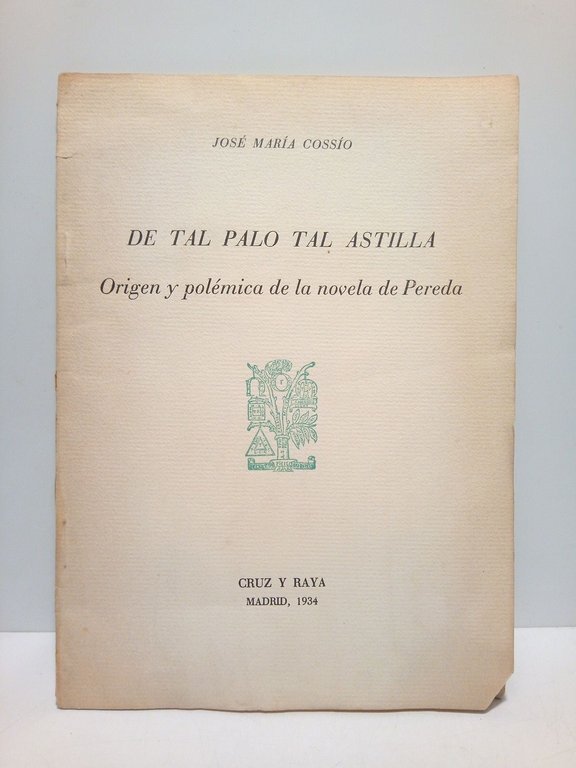 JOSÉ MARÍA COSSÍO
DE TAL PALO TAL ASTILLA
Origen y polémica de la novela de Pereda
CRUZ Y RAYA
MADRID, 1934